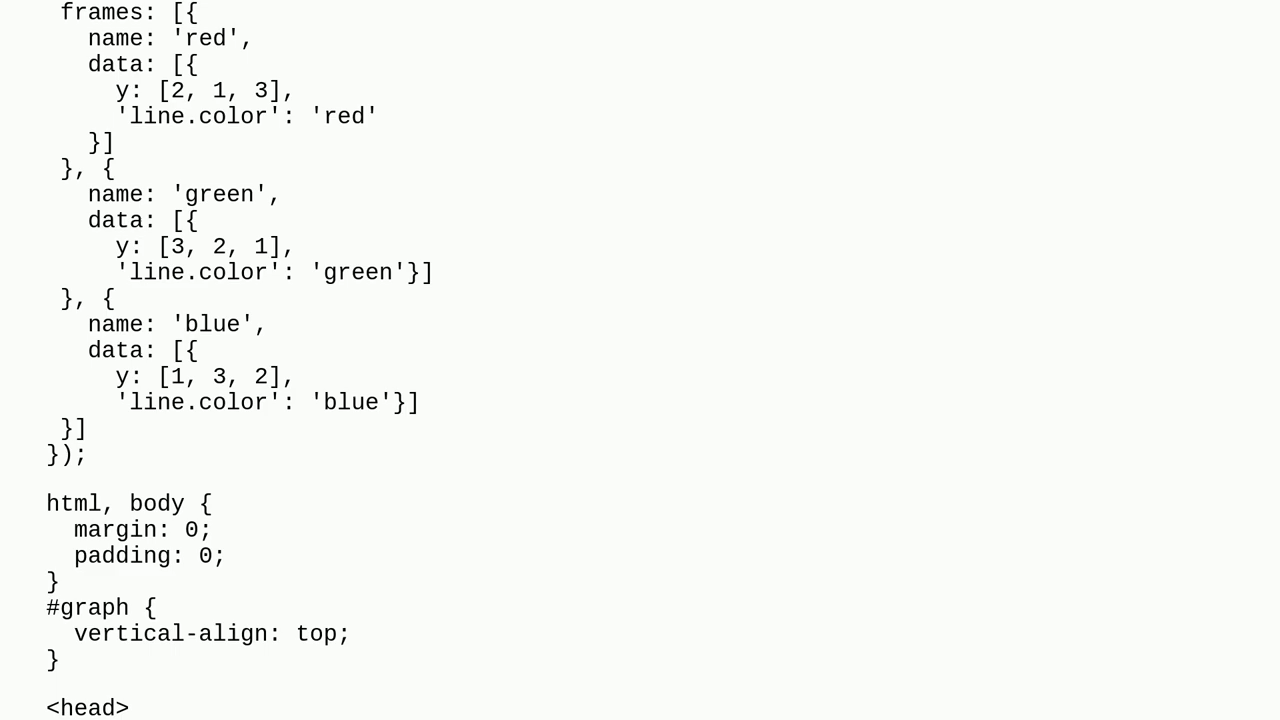 frames: [{
name: 'red',
data: [{
y: [2, 1, 3],
'line.color': 'red'
}]
}, {
name: 'green',
data: [{
y: [3, 2, 1],
'line.color': 'green'}]
}, {
name: 'blue',
data: [{
y: [1, 3, 2],
'line.color': 'blue'}]
}]
});
html, body {
margin: 0;
padding: 0;
}
#graph {
vertical-align: top;
}
<head>